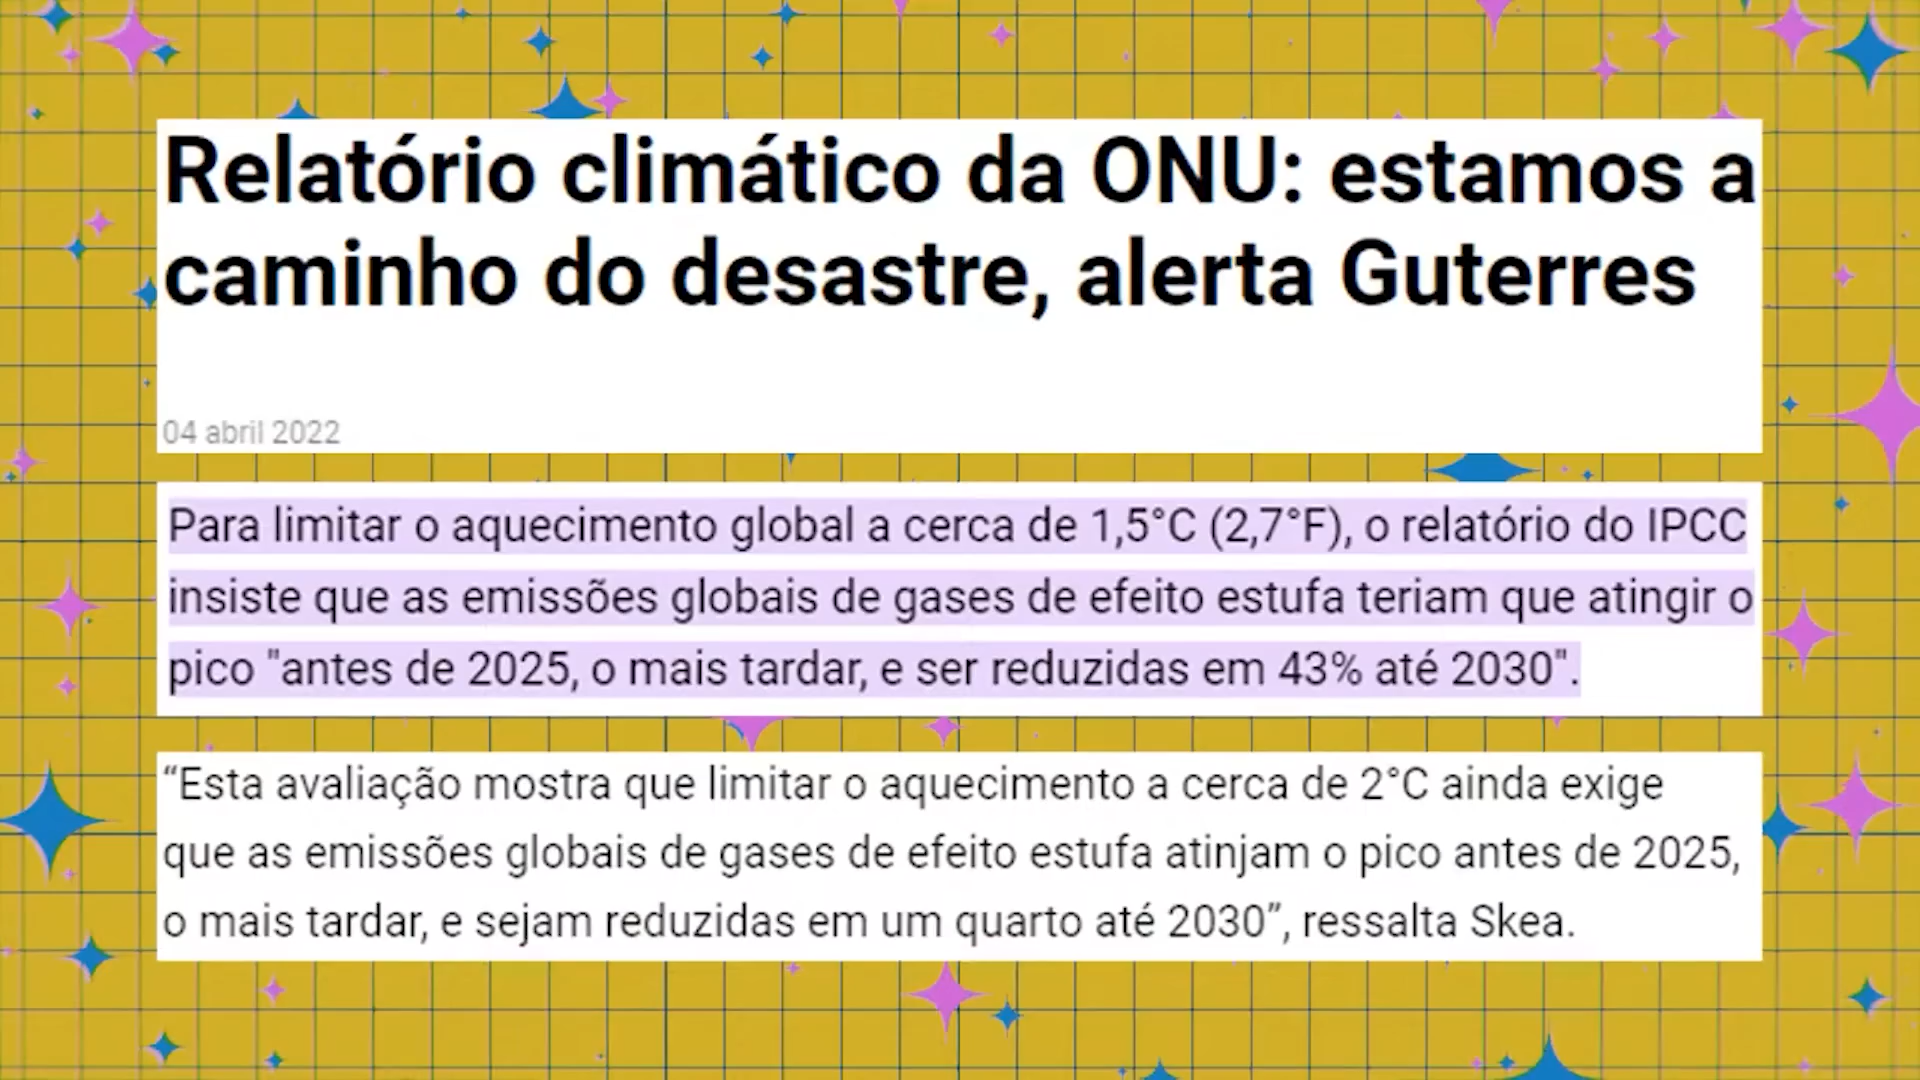 Relatório climático da ONU: estamos a
caminho do desastre, alerta Guterres
04 abril 2022
Para limitar o aquecimento global a cerca de 1,5°C (2,7°F), o relatório do IPCC
insiste que as emissões globais de gases de efeito estufa teriam que atingir o
pico "antes de 2025, o mais tardar, e ser reduzidas em 43% até 2030".
“Esta avaliação mostra que limitar o aquecimento a cerca de 2°C ainda exige
que as emissões globais de gases de efeito estufa atinjam o pico antes de 2025,
o mais tardar, e sejam reduzidas em um quarto até 2030”, ressalta Skea.